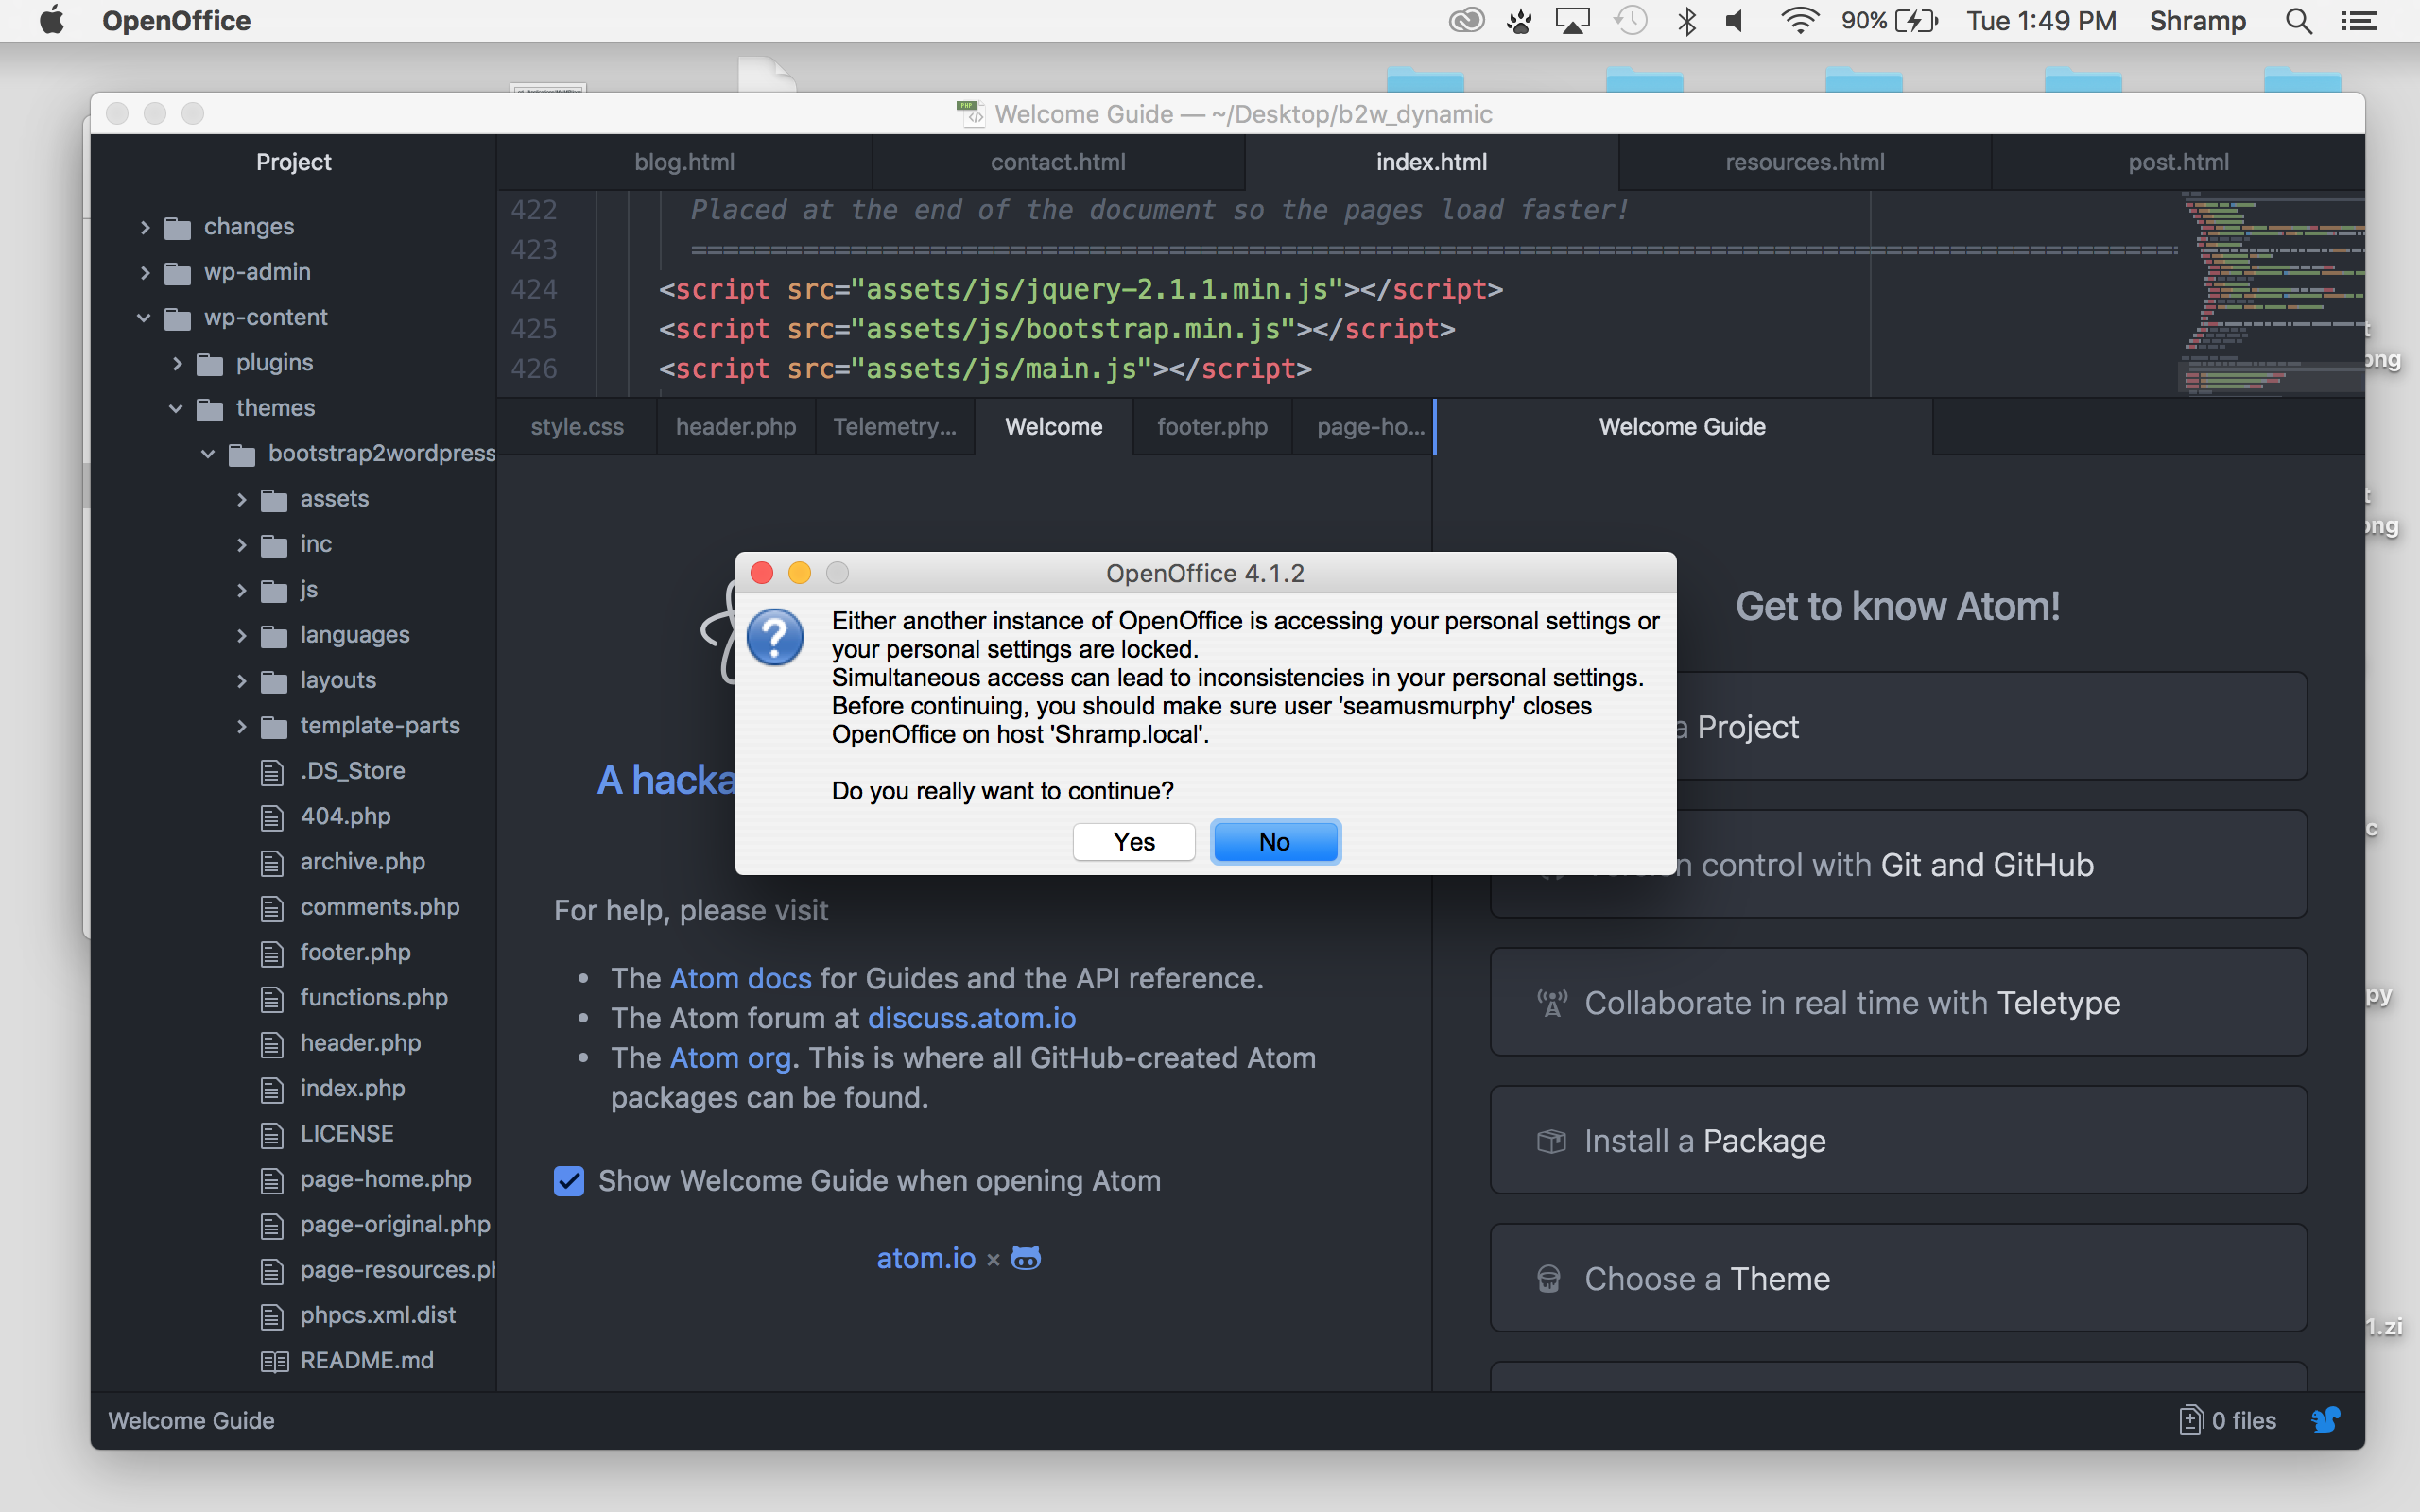 OpenOffice
90%
Tue 1:49 PM
Shramp
Welcome Guide — ~/Desktop/b2w_dynamic
Project
blog.html
contact.html
index.html
resources.html
post.html
changes
wp-admin
wp-content
plugins
themes
bootstrap2wordpress
assets
inc
js
languages
layouts
template-parts
.DS_Store
404.php
archive.php
comments.php
footer.php
functions.php
header.php
index.php
LICENSE
page-home.php
page-original.php
page-resources.ph
phpcs.xml.dist
README.md
422 Placed at the end of the document so the pages load faster!
423 =============================================================================================
424 <script src="assets/js/jquery-2.1.1.min.js"></script>
425 <script src="assets/js/bootstrap.min.js"></script>
426 <script src="assets/js/main.js"></script>
style.css
header.php
Telemetry...
Welcome
footer.php
page-ho...
Welcome Guide
OpenOffice 4.1.2
Either another instance of OpenOffice is accessing your personal settings or
your personal settings are locked.
Simultaneous access can lead to inconsistencies in your personal settings.
Before continuing, you should make sure user 'seamusmurphy' closes
OpenOffice on host 'Shramp.local'.
Do you really want to continue?
Yes
No
A hacka
For help, please visit
• The Atom docs for Guides and the API reference.
• The Atom forum at discuss.atom.io
• The Atom org. This is where all GitHub-created Atom
packages can be found.
Show Welcome Guide when opening Atom
atom.io ×
Get to know Atom!
a Project
n control with Git and GitHub
Collaborate in real time with Teletype
Install a Package
Choose a Theme
t
png
t
png
c
py
1.zi
Welcome Guide
0 files